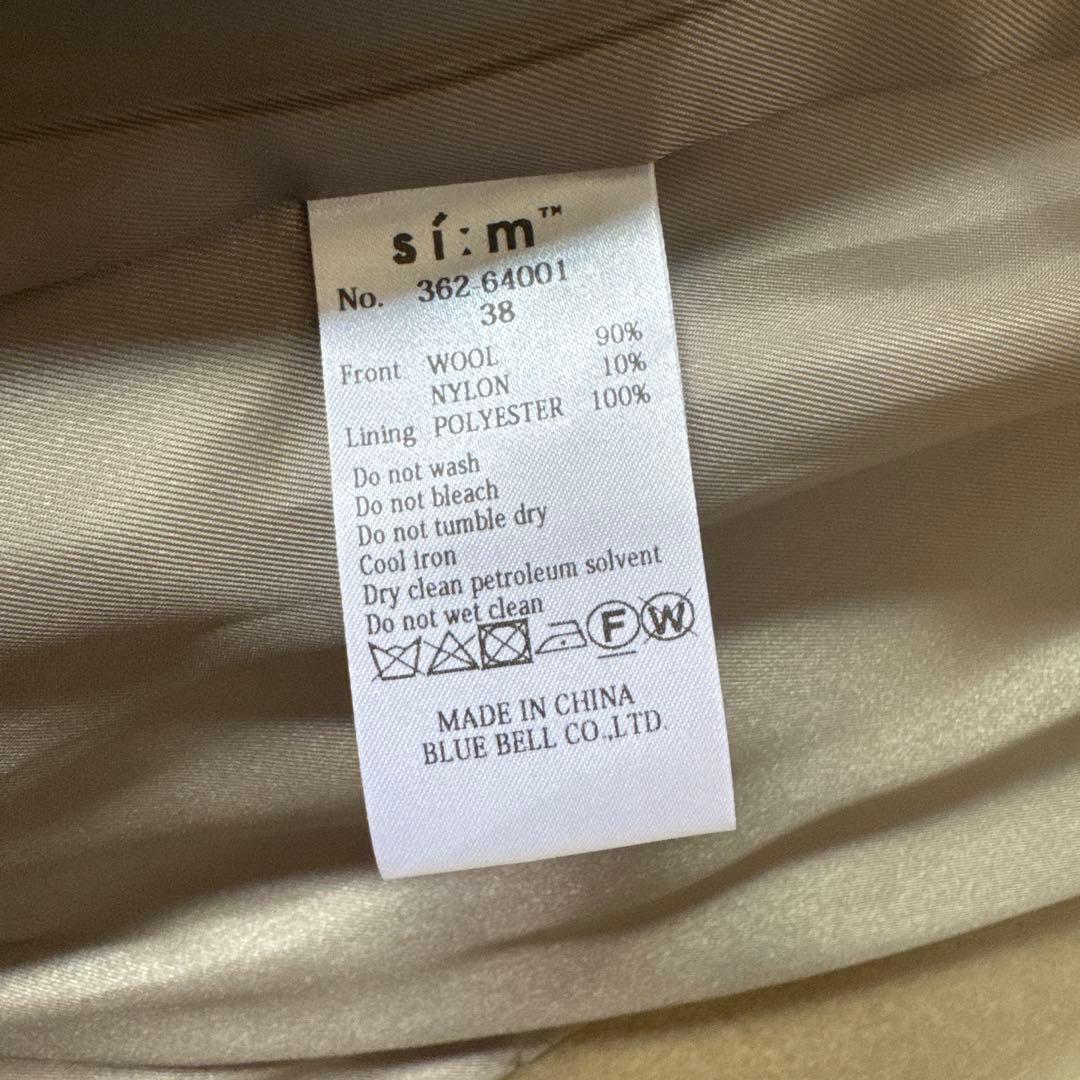 sí:m™
No. 362-64001
38
Front WOOL 90%
NYLON 10%
Lining POLYESTER 100%
Do not wash
Do not bleach
Do not tumble dry
Cool iron
Dry clean petroleum solvent
Do not wet clean
F W
MADE IN CHINA
BLUE BELL CO.,LTD.